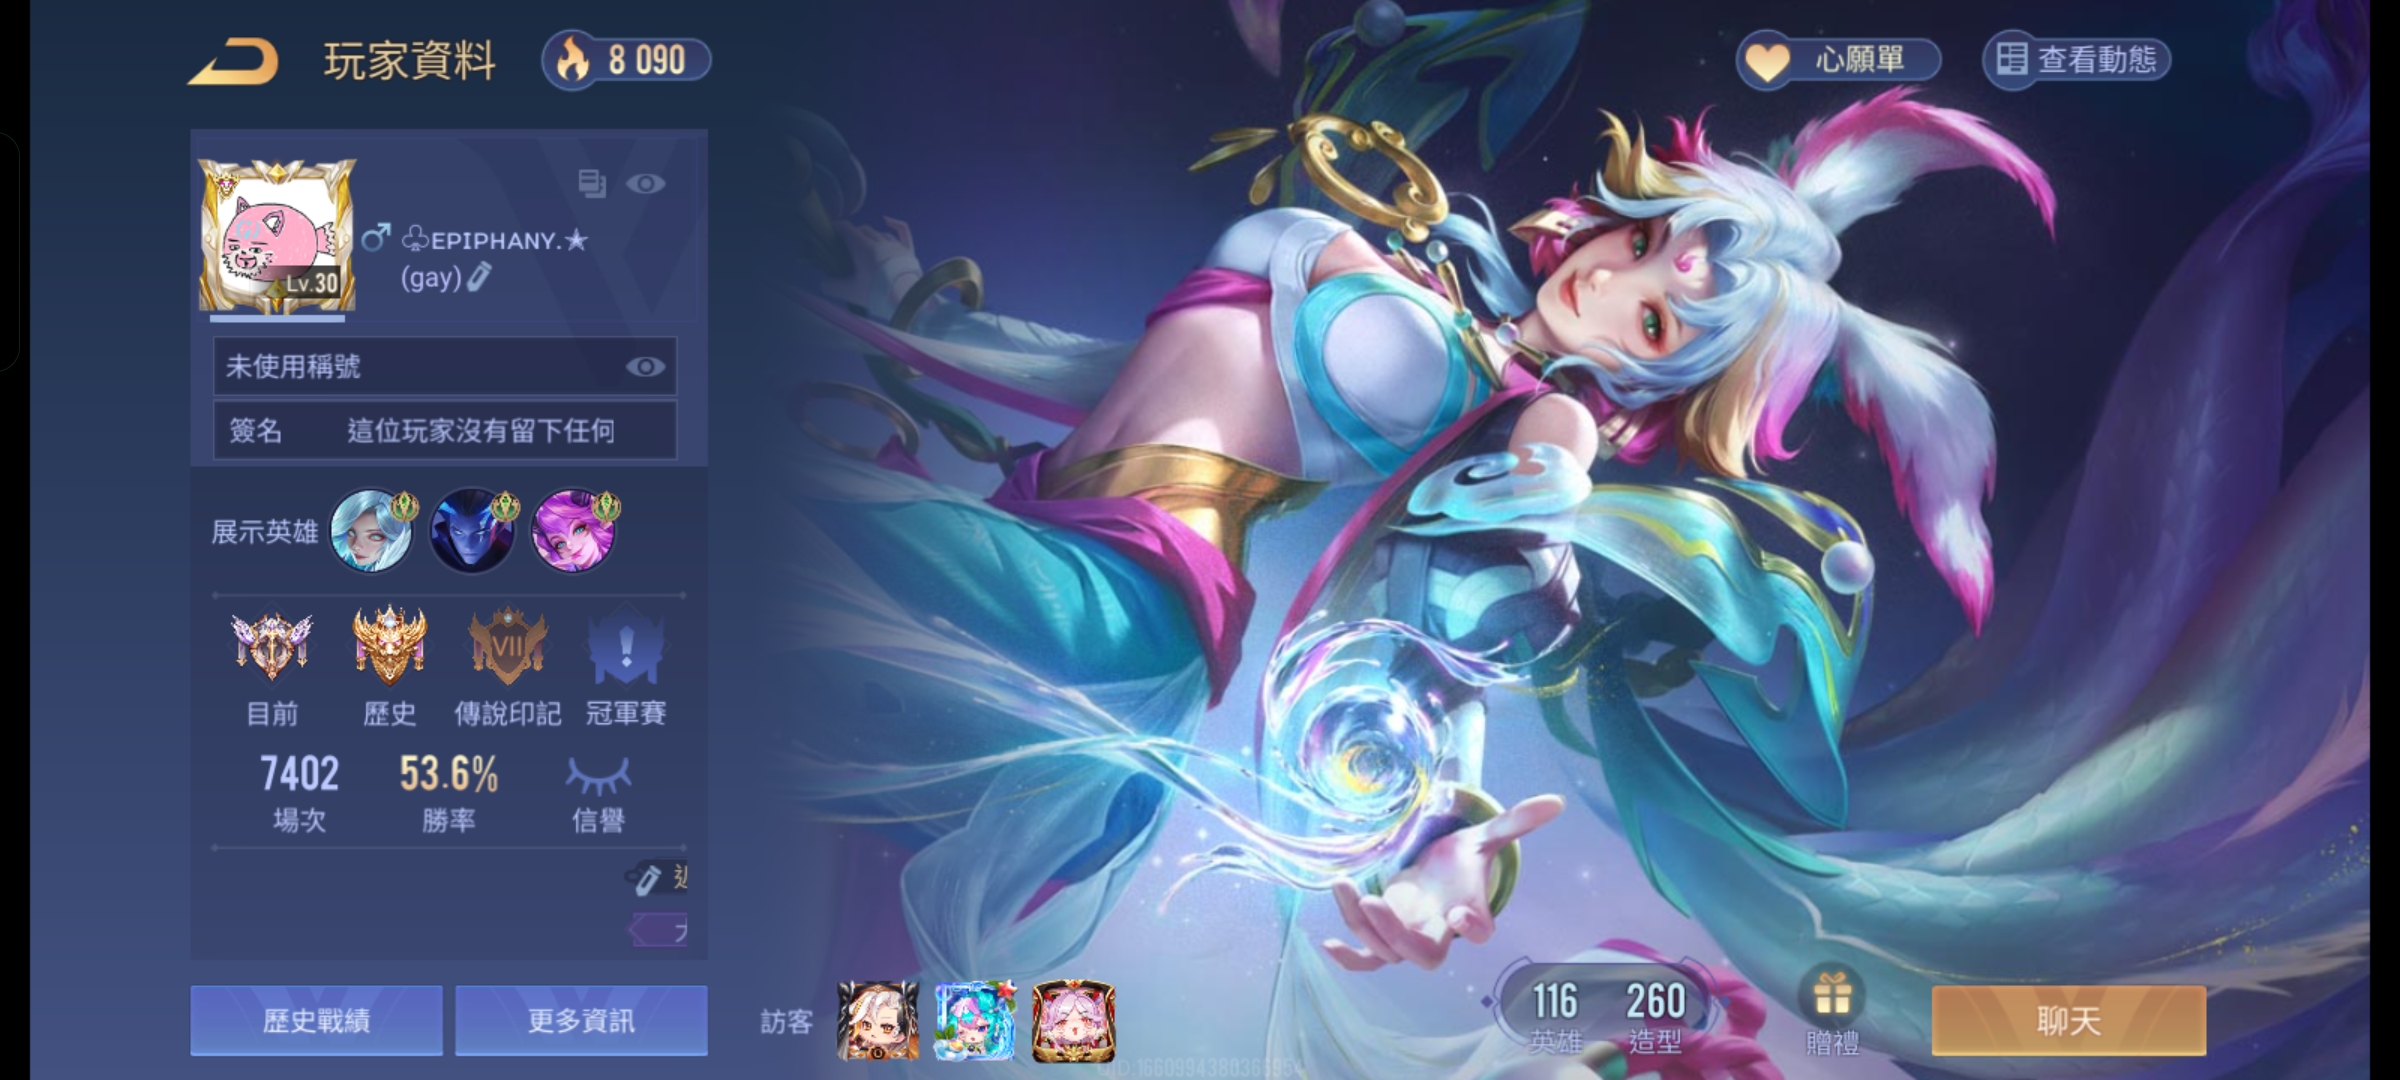 玩家資料
8 090
心願單
查看動態
♧EPIPHANY.★
(gay)
Lv.30
未使用稱號
簽名 這位玩家沒有留下任何
展示英雄
VII
目前 歷史 傳說印記 冠軍賽
7402 53.6%
場次 勝率 信譽
歷史戰績 更多資訊
訪客
116 260
英雄 造型
贈禮
聊天